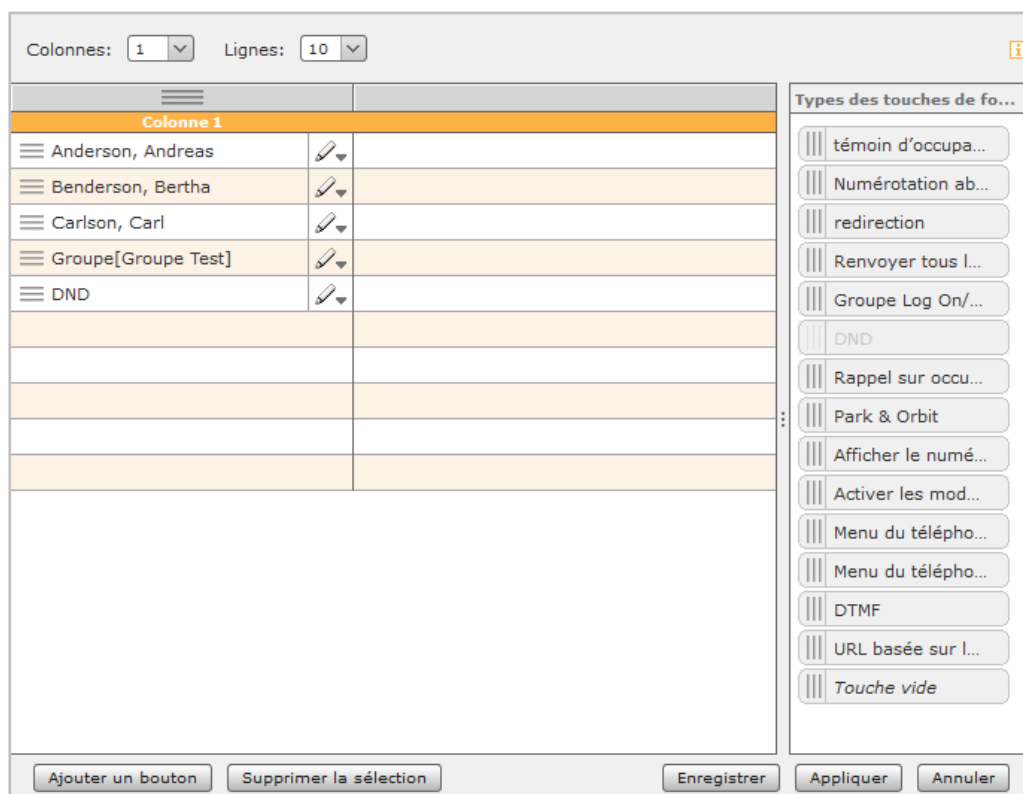 Colonnes: 1 Lignes: 10
Types des touches de fo...
Colonne 1
Anderson, Andreas
Benderson, Bertha
Carlson, Carl
Groupe[Groupe Test]
DND
témoin d’occupa...
Numérotation ab...
redirection
Renvoyer tous l...
Groupe Log On/...
DND
Rappel sur occu...
Park & Orbit
Afficher le numé...
Activer les mod...
Menu du télépho...
Menu du télépho...
DTMF
URL basée sur l...
Touche vide
Ajouter un bouton Supprimer la sélection Enregistrer Appliquer Annuler